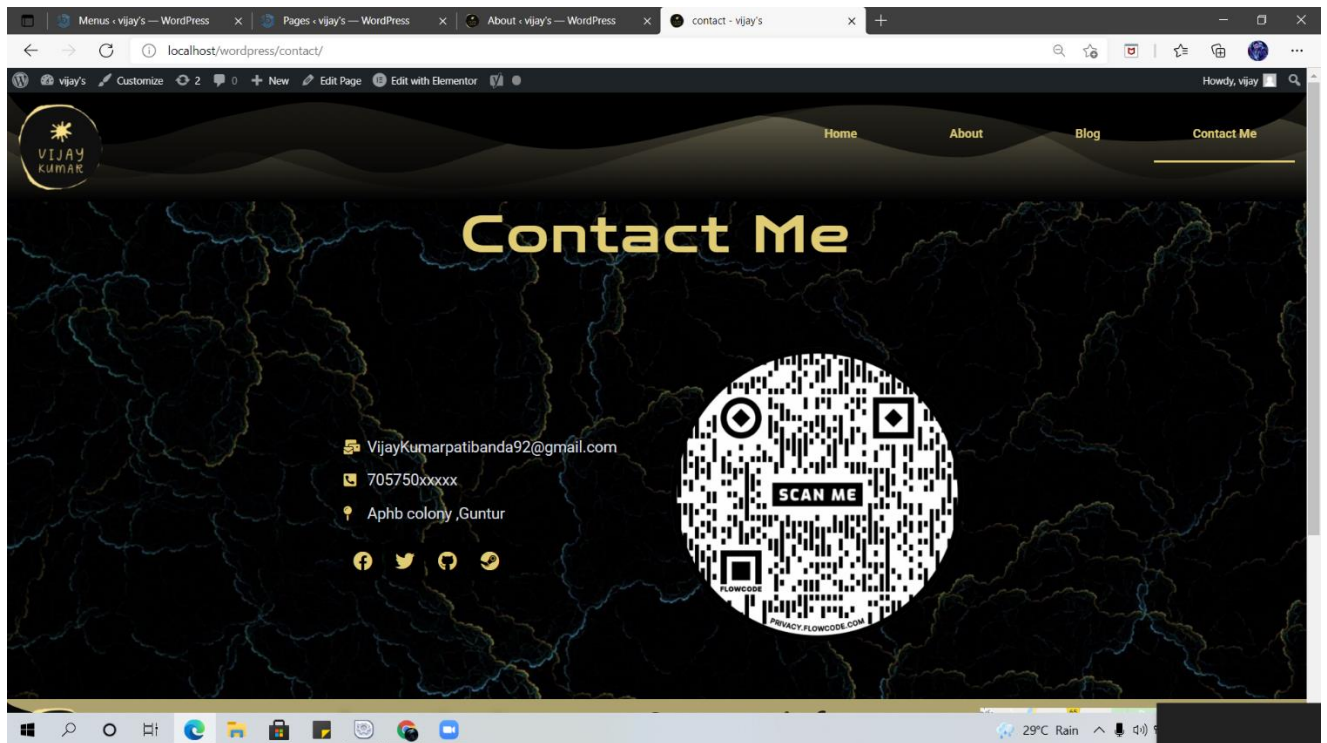 Menus ‹ vijay's — WordPress
Pages ‹ vijay's — WordPress
About ‹ vijay's — WordPress
contact - vijay's
localhost/wordpress/contact/
vijay's Customize 2 0 New Edit Page Edit with Elementor
Howdy, vijay
VIJAY
KUMAR
Home About Blog Contact Me
Contact Me
VijayKumarpatibanda92@gmail.com
705750xxxxx
Aphb colony ,Guntur
SCAN ME
FLOWCODE
PRIVACY.FLOWCODE.COM
29°C Rain